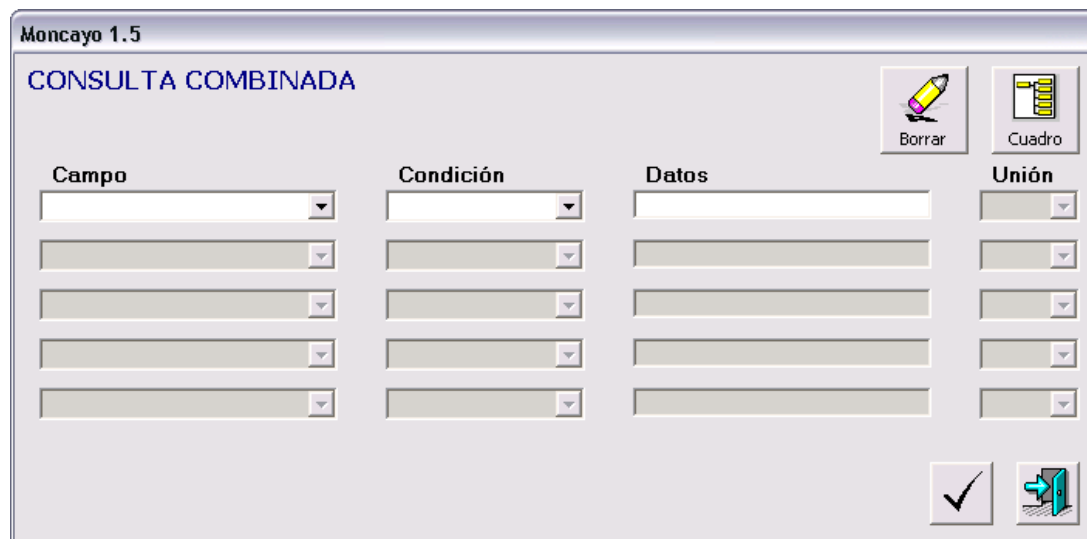 Moncayo 1.5
CONSULTA COMBINADA
Borrar
Cuadro
Campo Condición Datos Unión